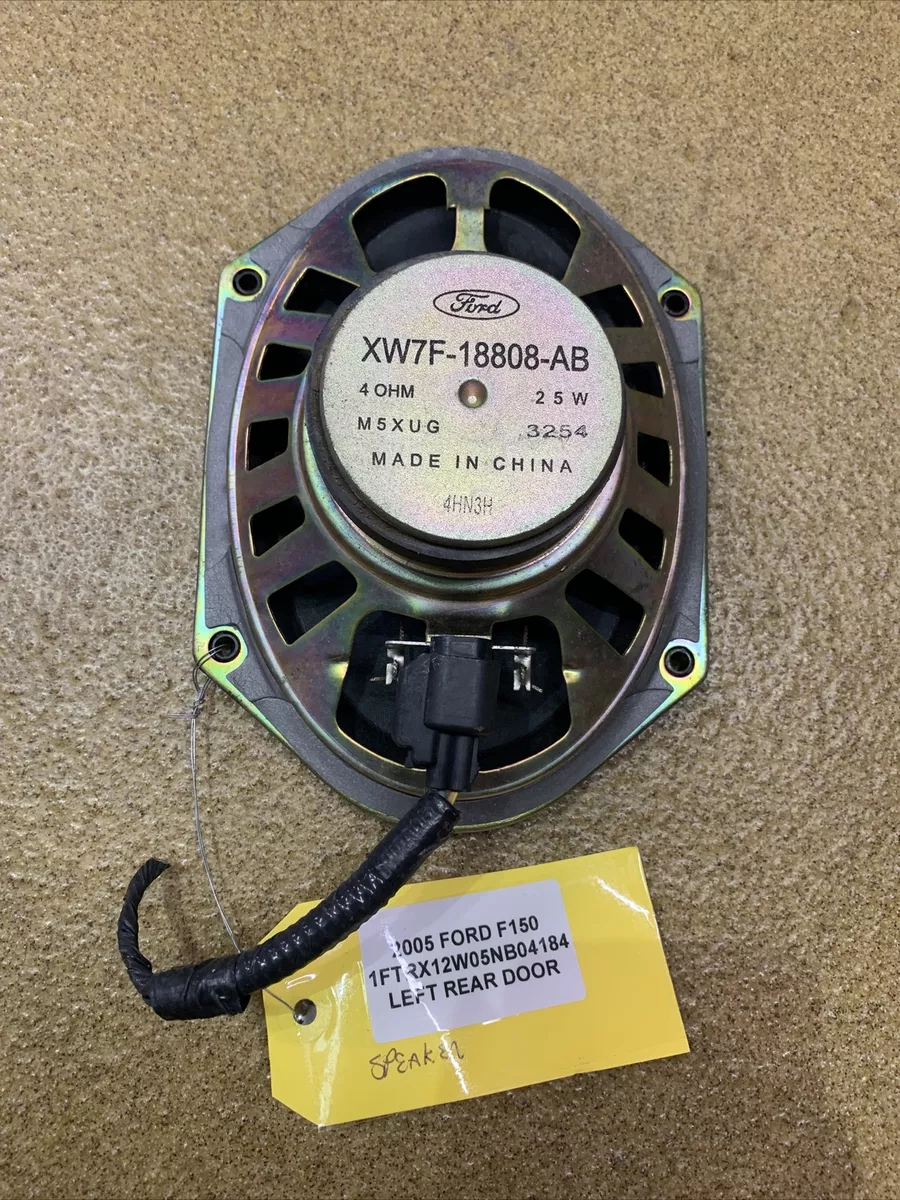 Ford
XW7F-18808-AB
4 OHM 25W
M5XUG 3254
MADE IN CHINA
4HN3H
2005 FORD F150
1FTRX12W05NB04184
LEFT REAR DOOR
SPEAKER